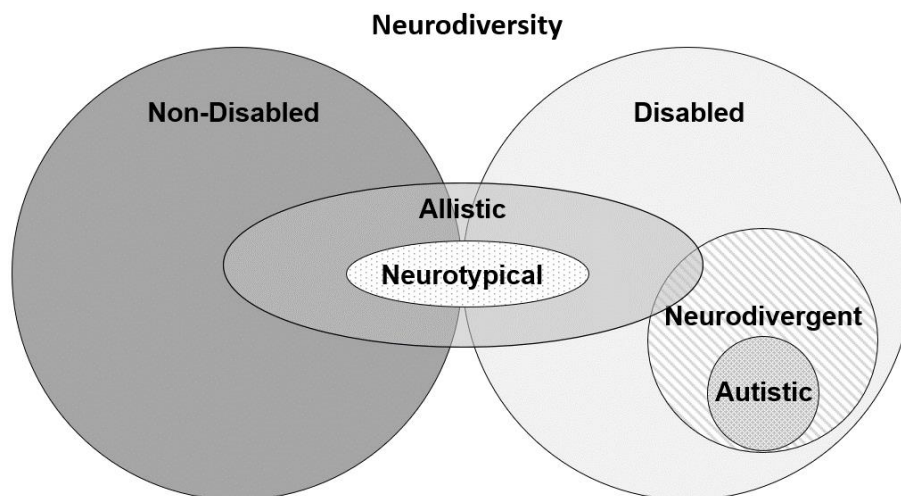 Neurodiversity
Non-Disabled
Disabled
Allistic
Neurotypical
Neurodivergent
Autistic